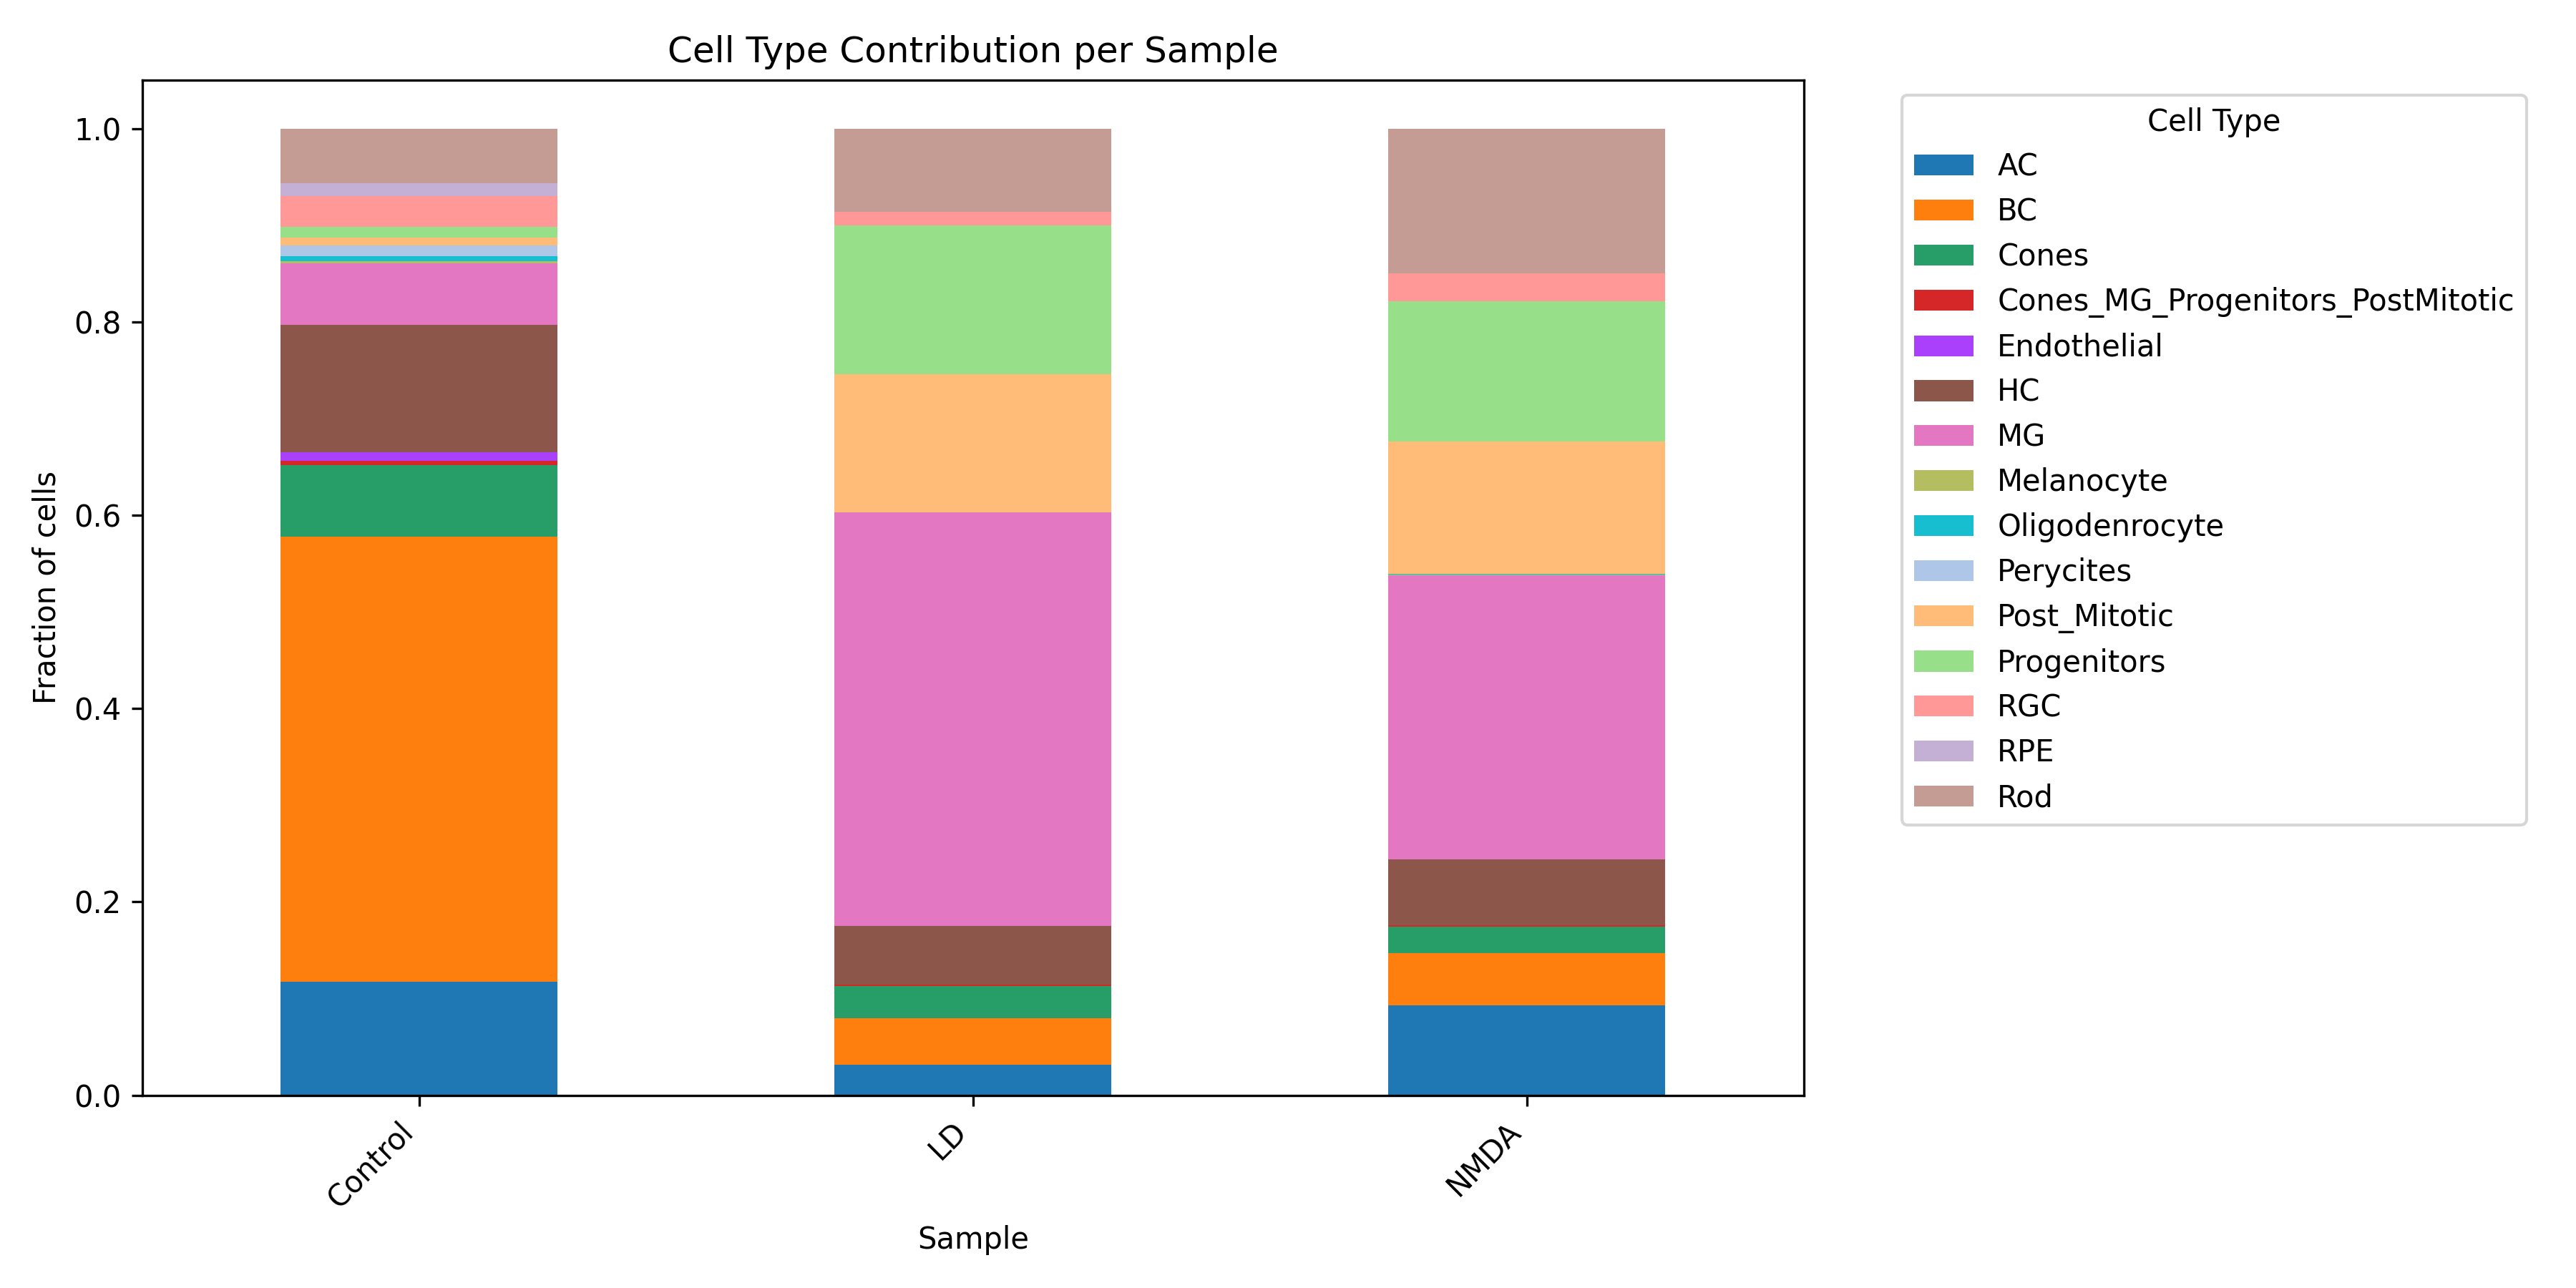 Cell Type Contribution per Sample
Fraction of cells
1.0
0.8
0.6
0.4
0.2
0.0
Control
LD
NMDA
Sample
Cell Type
AC
BC
Cones
Cones_MG_Progenitors_PostMitotic
Endothelial
HC
MG
Melanocyte
Oligodenrocyte
Perycites
Post_Mitotic
Progenitors
RGC
RPE
Rod